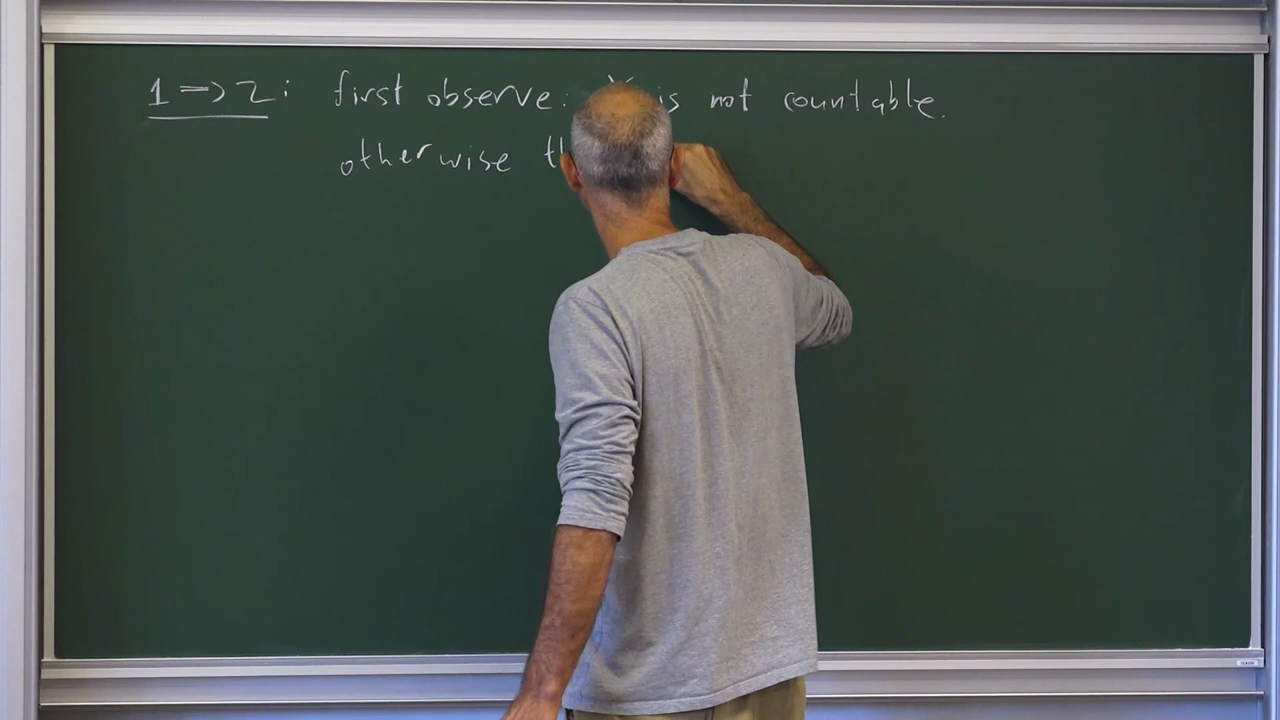 1 => 2: first observe: is not countable.
otherwise